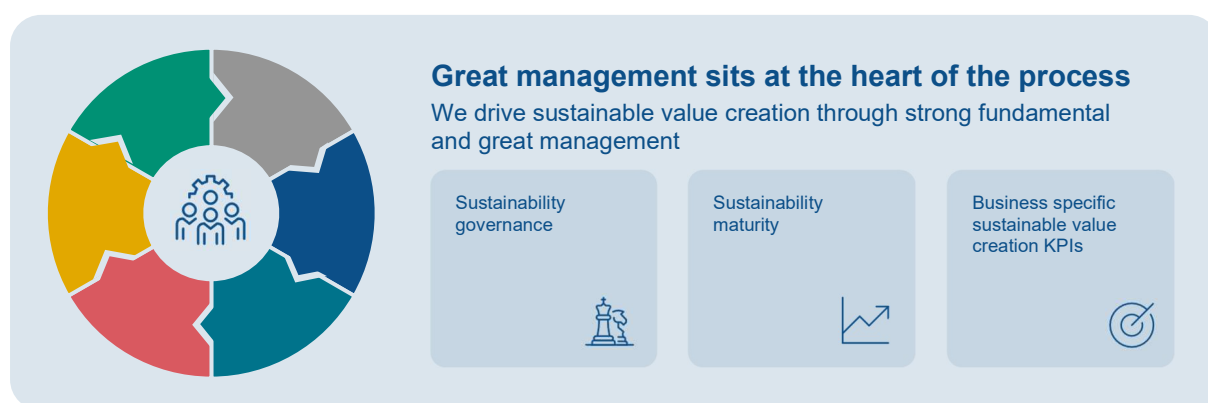 Great management sits at the heart of the process
We drive sustainable value creation through strong fundamental
and great management
Sustainability
governance
Sustainability
maturity
Business specific
sustainable value
creation KPIs